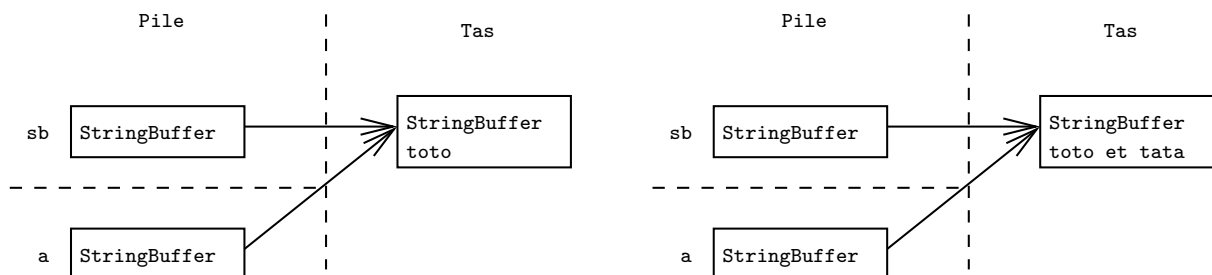 Pile
Tas
sb
StringBuffer
StringBuffer
toto
a
StringBuffer
Pile
Tas
sb
StringBuffer
StringBuffer
toto et tata
a
StringBuffer